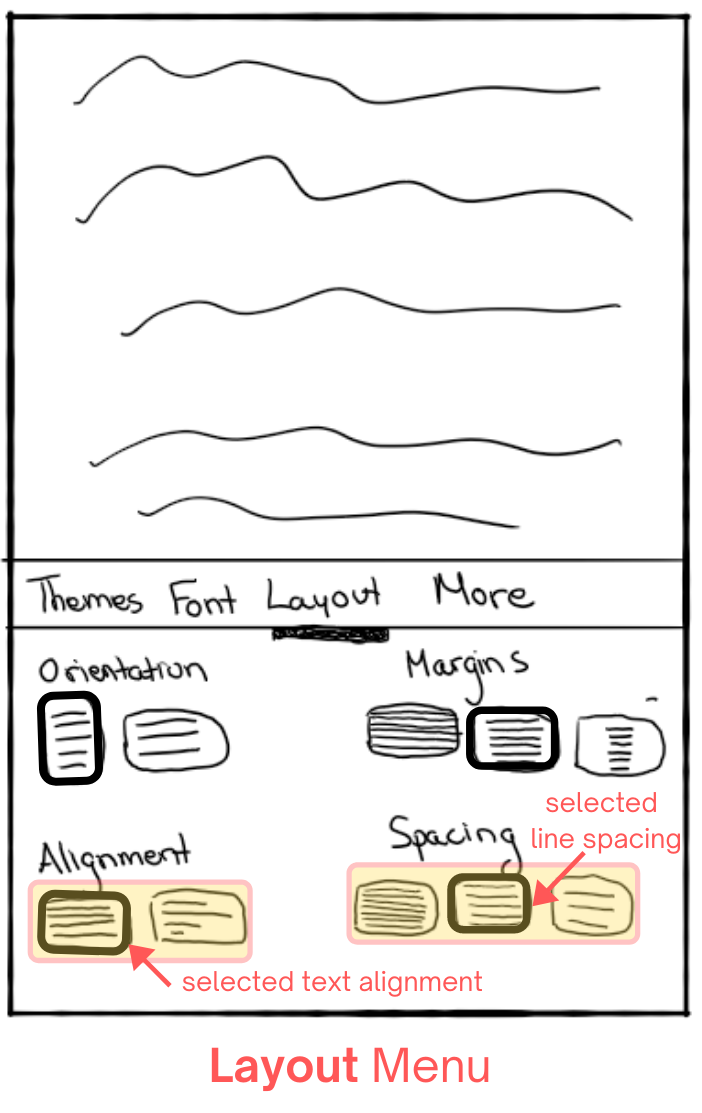 Themes Font Layout More
Orientation
Margins
selected
line spacing
Spacing
Alignment
selected text alignment
Layout Menu